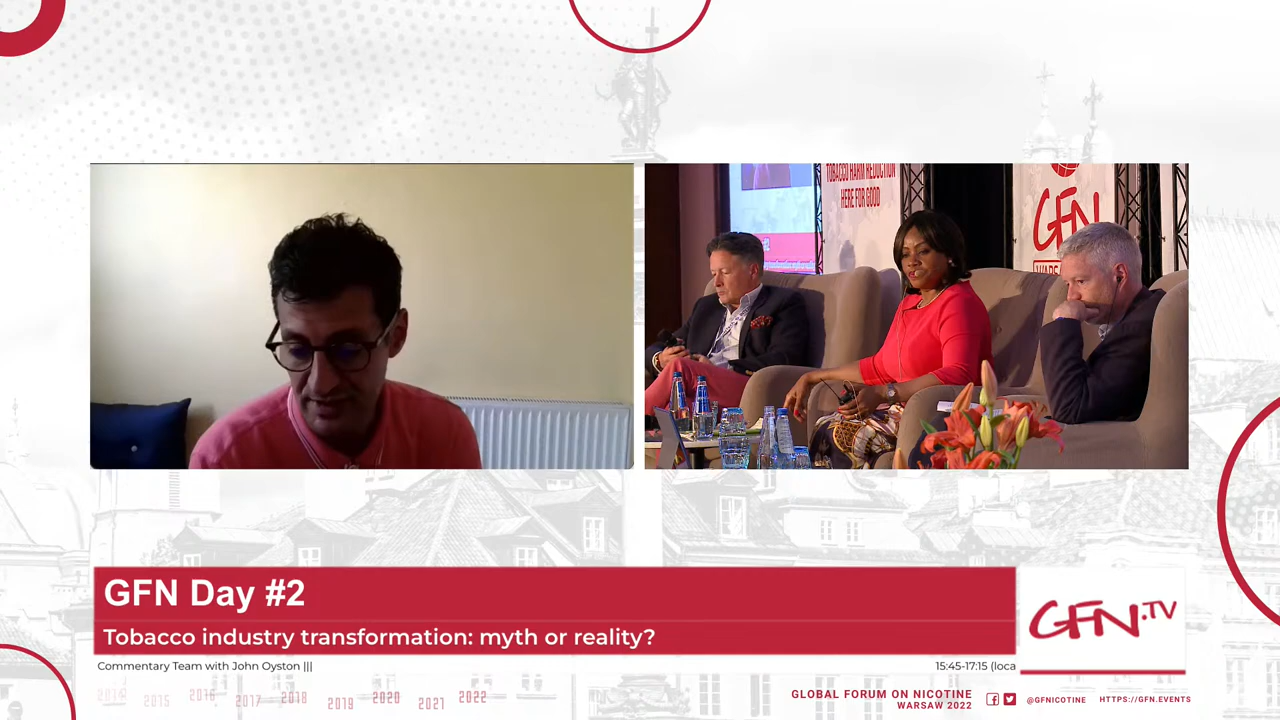 TOBACCO HARM REDUCTION
HERE FOR GOOD
GFN
GFN Day #2
Tobacco industry transformation: myth or reality?
GFN.TV
Commentary Team with John Oyston |||
15:45-17:15 (loca
2015 2016 2017 2018 2019 2020 2021 2022
GLOBAL FORUM ON NICOTINE
WARSAW 2022
@GFNICOTINE
HTTPS://GFN.EVENTS